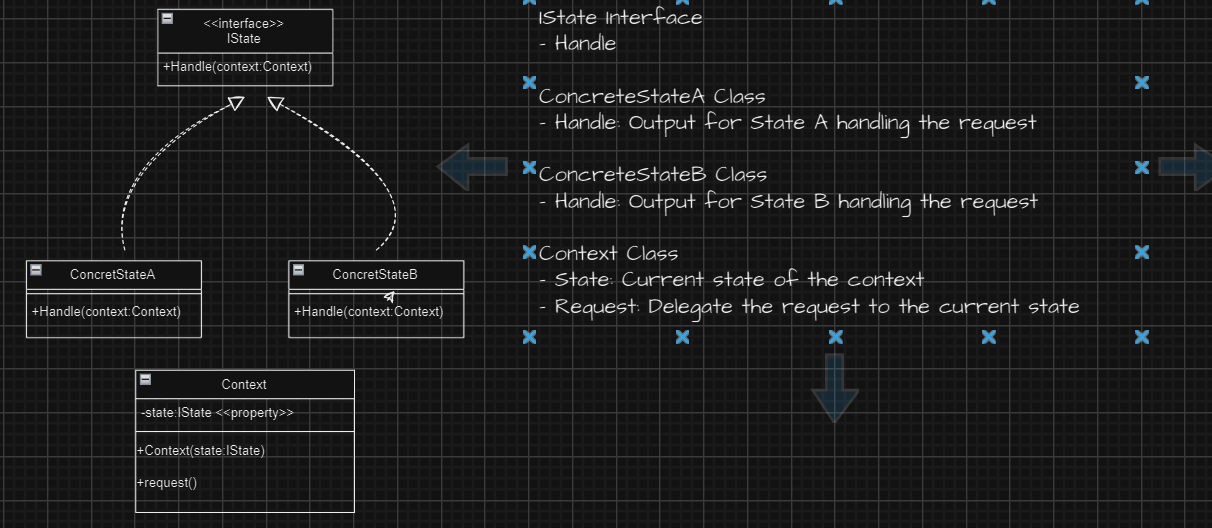 <<interface>>
IState
+Handle(context:Context)
ConcretStateA
+Handle(context:Context)
ConcretStateB
+Handle(context:Context)
Context
-state:IState <<property>>
+Context(state:IState)
+request()
IState Interface
- Handle
ConcreteStateA Class
- Handle: Output for State A handling the request
ConcreteStateB Class
- Handle: Output for State B handling the request
Context Class
- State: Current state of the context
- Request: Delegate the request to the current state